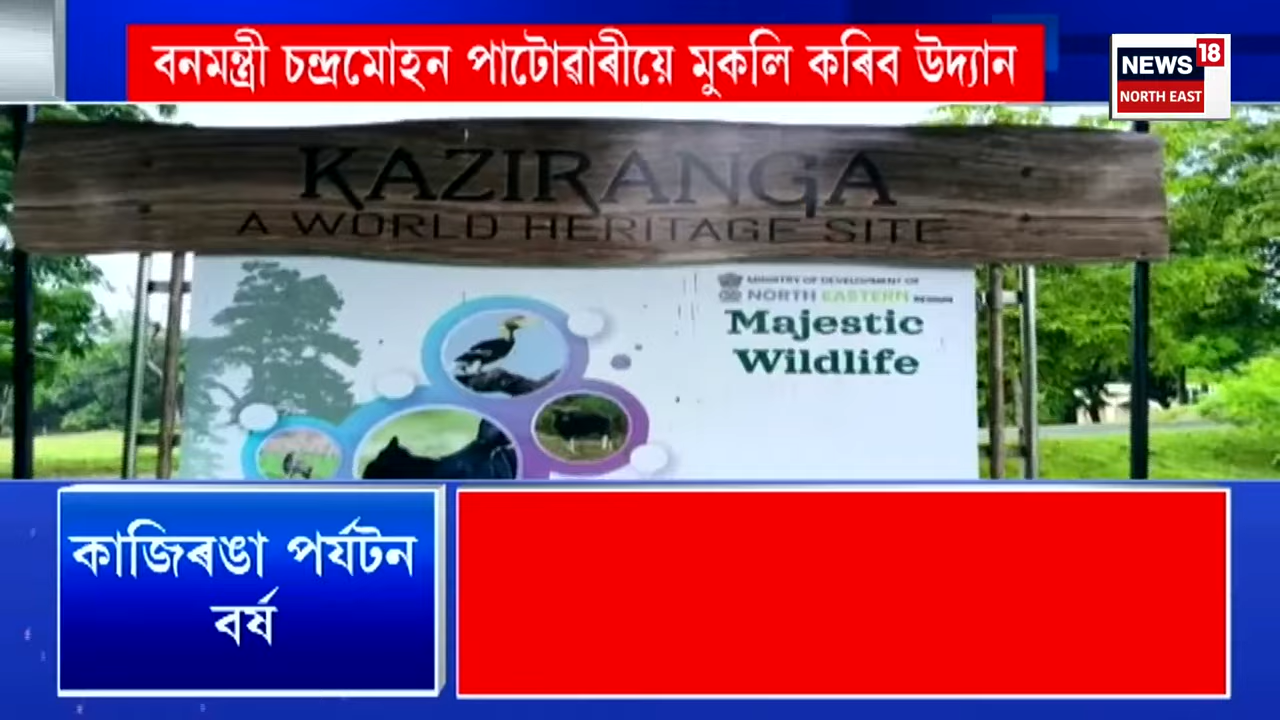 বনমন্ত্ৰী চন্দ্ৰমোহন পাটোৱাৰীয়ে মুকলি কৰিব উদ্যান
NEWS 18
NORTH EAST
KAZIRANGA
A WORLD HERITAGE SITE
MINISTRY OF DEVELOPMENT OF
NORTH EASTERN REGION
Majestic
Wildlife
কাজিৰঙা পৰ্যটন
বৰ্ষ